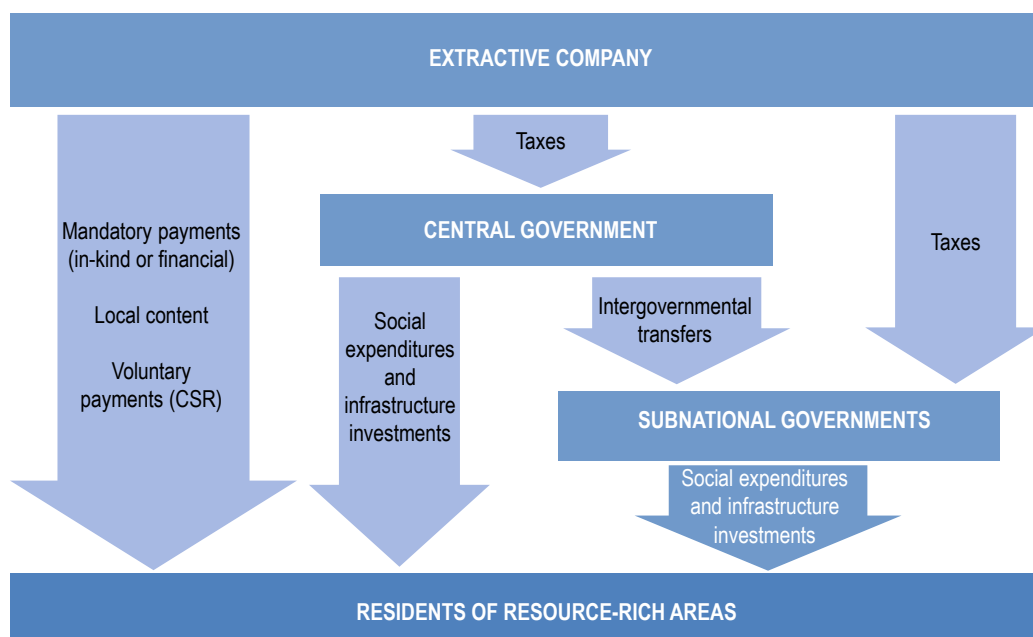 EXTRACTIVE COMPANY
Taxes
Mandatory payments
(in-kind or financial)
Local content
Voluntary
payments (CSR)
CENTRAL GOVERNMENT
Taxes
Social
expenditures
and
infrastructure
investments
Intergovernmental
transfers
SUBNATIONAL GOVERNMENTS
Social expenditures
and infrastructure
investments
RESIDENTS OF RESOURCE-RICH AREAS